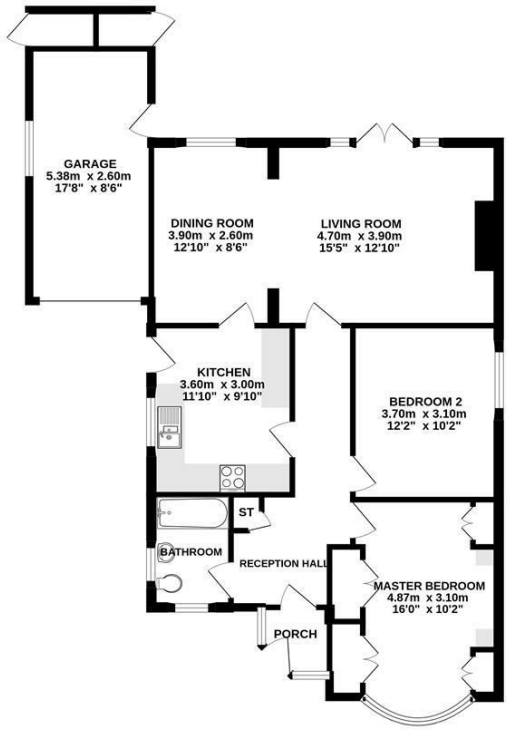 GARAGE
5.38m x 2.60m
17'8" x 8'6"
DINING ROOM
3.90m x 2.60m
12'10" x 8'6"
LIVING ROOM
4.70m x 3.90m
15'5" x 12'10"
KITCHEN
3.60m x 3.00m
11'10" x 9'10"
BEDROOM 2
3.70m x 3.10m
12'2" x 10'2"
ST
BATHROOM
RECEPTION HALL
MASTER BEDROOM
4.87m x 3.10m
16'0" x 10'2"
PORCH